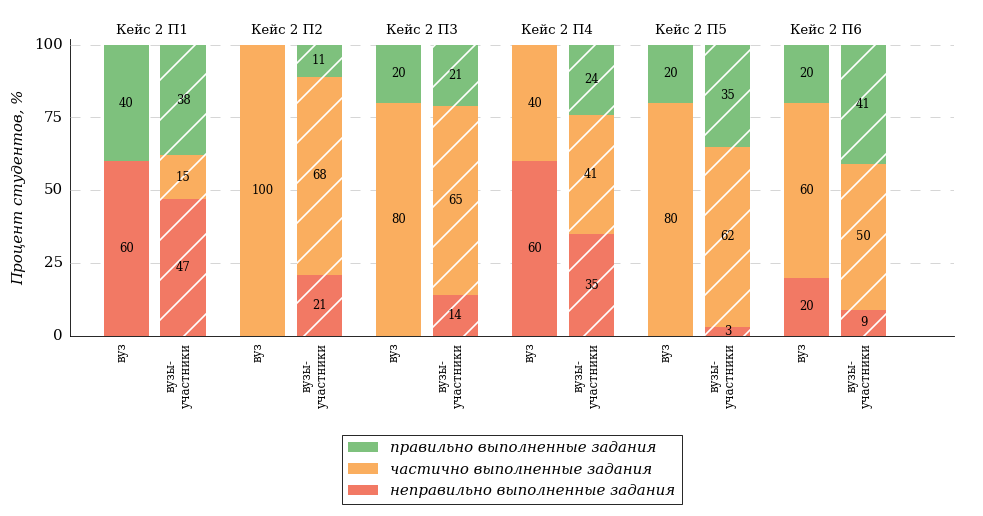 Кейс 2 П1 Кейс 2 П2 Кейс 2 П3 Кейс 2 П4 Кейс 2 П5 Кейс 2 П6
Процент студентов, %
100
75
50
25
0
40
60
38
15
47
100
11
68
21
20
80
21
65
14
40
60
24
41
35
20
80
35
62
3
20
60
20
41
50
9
вуз
вузы-
участники
вуз
вузы-
участники
вуз
вузы-
участники
вуз
вузы-
участники
вуз
вузы-
участники
вуз
вузы-
участники
правильно выполненные задания
частично выполненные задания
неправильно выполненные задания